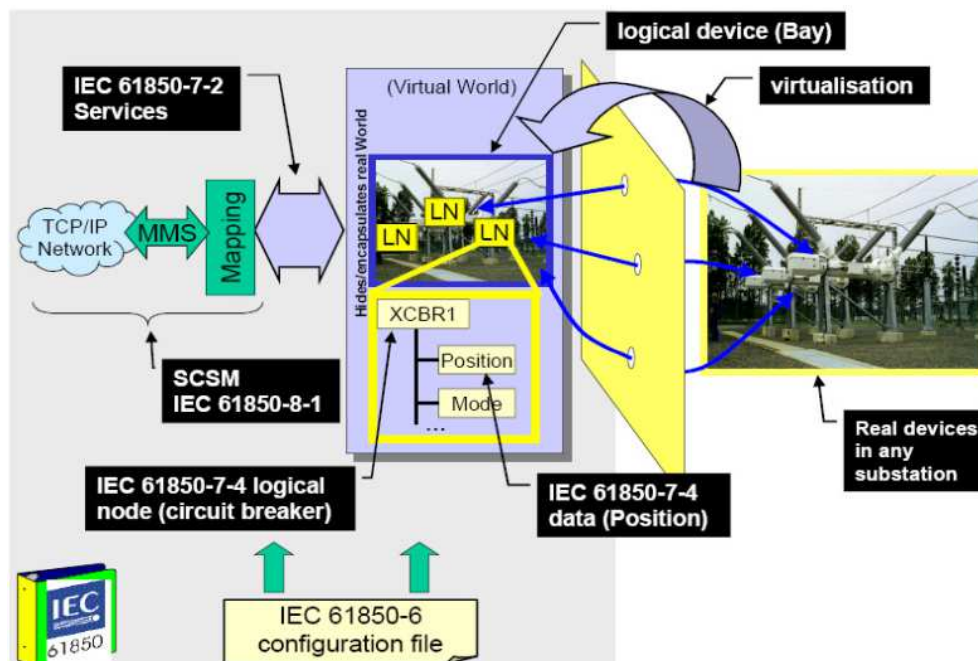 logical device (Bay)
IEC 61850-7-2
Services
(Virtual World)
virtualisation
Hides/encapsulates real World
TCP/IP
Network
MMS
Mapping
LN
LN
LN
XCBR1
Position
Mode
...
SCSM
IEC 61850-8-1
Real devices
in any
substation
IEC 61850-7-4 logical
node (circuit breaker)
IEC 61850-7-4
data (Position)
IEC 61850-6
configuration file
IEC
61850